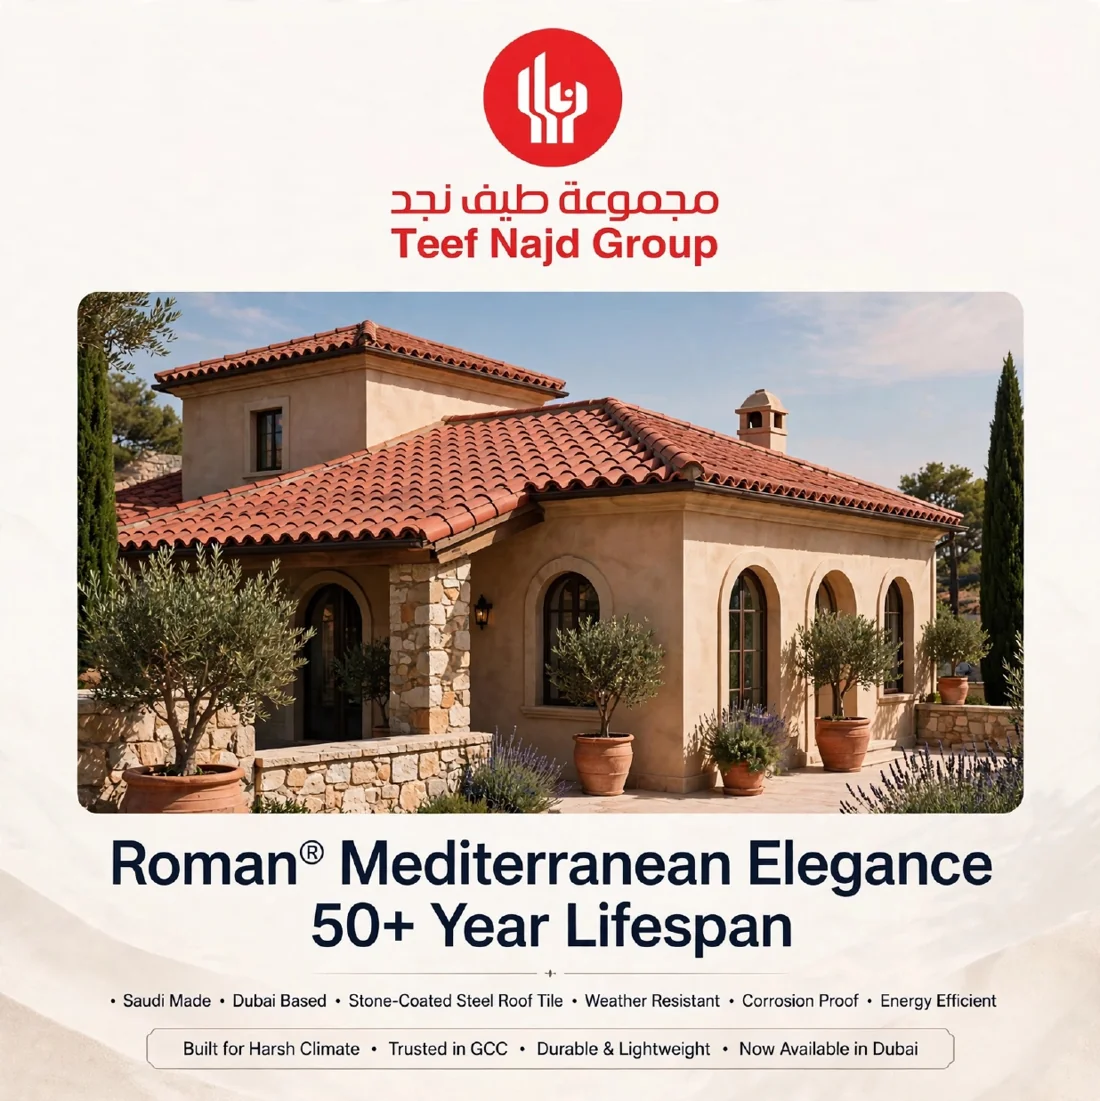 مجموعة طيف نجد
Teef Najd Group
Roman® Mediterranean Elegance
50+ Year Lifespan
• Saudi Made • Dubai Based • Stone-Coated Steel Roof Tile • Weather Resistant • Corrosion Proof • Energy Efficient
Built for Harsh Climate • Trusted in GCC • Durable & Lightweight • Now Available in Dubai